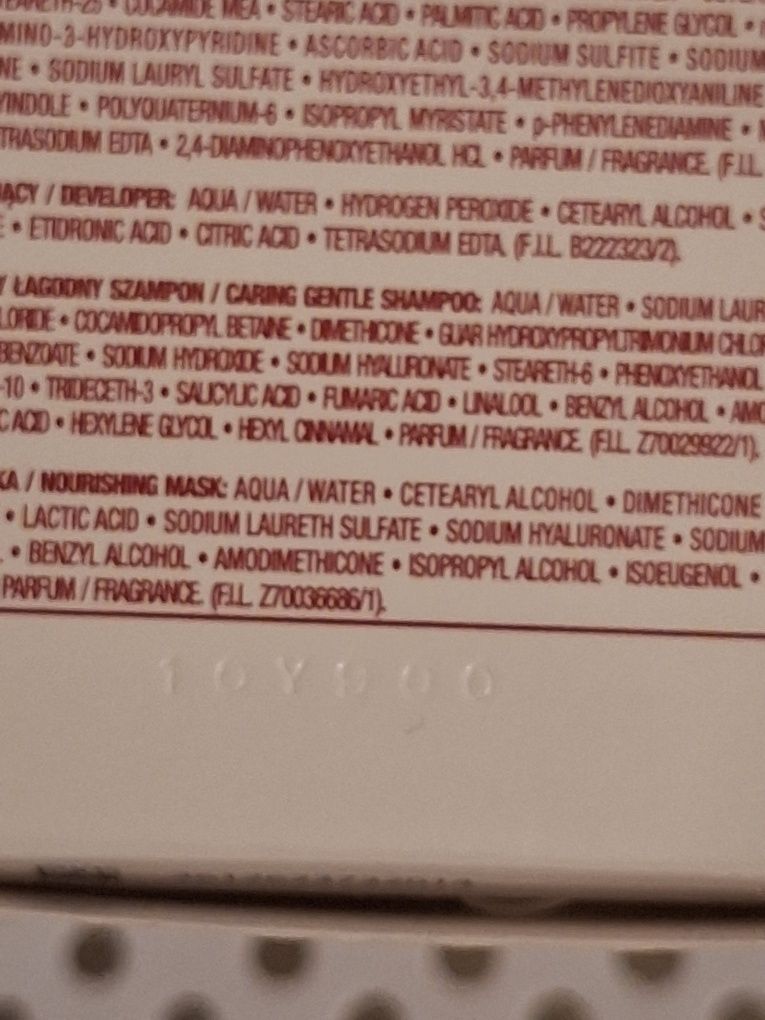 • COCAMIDE MEA • STEARIC ACID • PALMITIC ACID • PROPYLENE GLYCOL •
MINO-3-HYDROXYPYRIDINE • ASCORBIC ACID • SODIUM SULFITE • SODIUM
NE • SODIUM LAURYL SULFATE • HYDROXYETHYL-3,4-METHYLENEDIOXYANILINE
YINDOLE • POLYQUATERNIUM-6 • ISOPROPYL MYRISTATE • p-PHENYLENEDIAMINE •
TRASODIUM EDTA • 2,4-DIAMINOPHENOXYETHANOL HCL • PARFUM / FRAGRANCE. (F.I.L.
ĄCY / DEVELOPER: AQUA / WATER • HYDROGEN PEROXIDE • CETEARYL ALCOHOL • S
E • ETIDRONIC ACID • CITRIC ACID • TETRASODIUM EDTA. (F.I.L. B222323/2).
Y ŁAGODNY SZAMPON / CARING GENTLE SHAMPOO: AQUA / WATER • SODIUM LAUR
LORIDE • COCAMIDOPROPYL BETAINE • DIMETHICONE • GUAR HYDROXYPROPYLTRIMONIUM CHLOR
BENZOATE • SODIUM HYDROXIDE • SODIUM HYALURONATE • STEARETH-6 • PHENOXYETHANOL
-10 • TRIDECETH-3 • SALICYLIC ACID • FUMARIC ACID • LINALOOL • BENZYL ALCOHOL • AMO
C ACID • HEXYLENE GLYCOL • HEXYL CINNAMAL • PARFUM / FRAGRANCE. (F.I.L. Z70029822/1).
KA / NOURISHING MASK: AQUA / WATER • CETEARYL ALCOHOL • DIMETHICONE
• LACTIC ACID • SODIUM LAURETH SULFATE • SODIUM HYALURONATE • SODIUM
• BENZYL ALCOHOL • AMODIMETHICONE • ISOPROPYL ALCOHOL • ISOEUGENOL •
PARFUM / FRAGRANCE. (F.I.L. Z70036686/1).